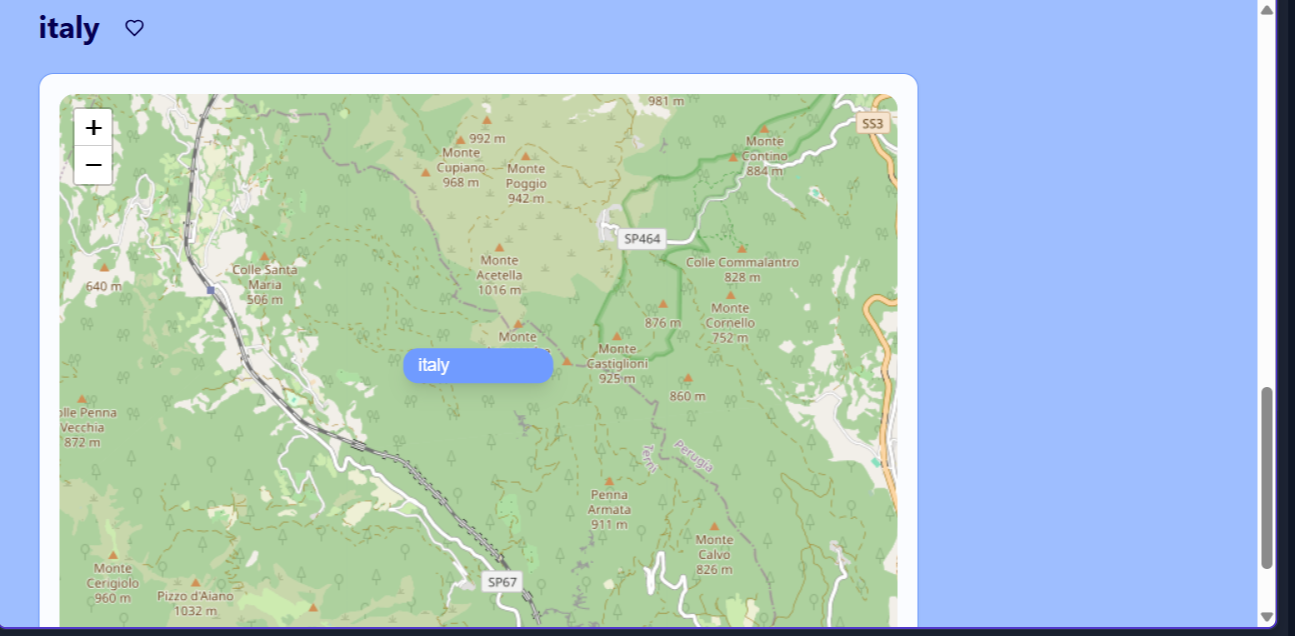 italy
+
−
981 m
SS3
992 m
Monte
Cupiano
968 m
Monte
Poggio
942 m
Monte
Contino
884 m
SP464
640 m
Colle Santa
Maria
506 m
Monte
Acetella
1016 m
Colle Commalantro
828 m
876 m
Monte
Cornello
752 m
Monte
Monte
Castiglioni
925 m
italy
860 m
olle Penna
Vecchia
872 m
Terni
Perugia
Penna
Armata
911 m
Monte
Calvo
826 m
Monte
Cerigiolo
960 m
Pizzo d'Aiano
1032 m
SP67